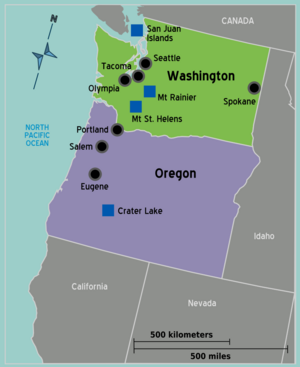 N
CANADA
San Juan
Islands
Seattle
Tacoma
Washington
Olympia
Mt Rainier
Spokane
Mt St. Helens
NORTH
PACIFIC
OCEAN
Portland
Salem
Oregon
Eugene
Crater Lake
Idaho
California
Nevada
500 kilometers
500 miles